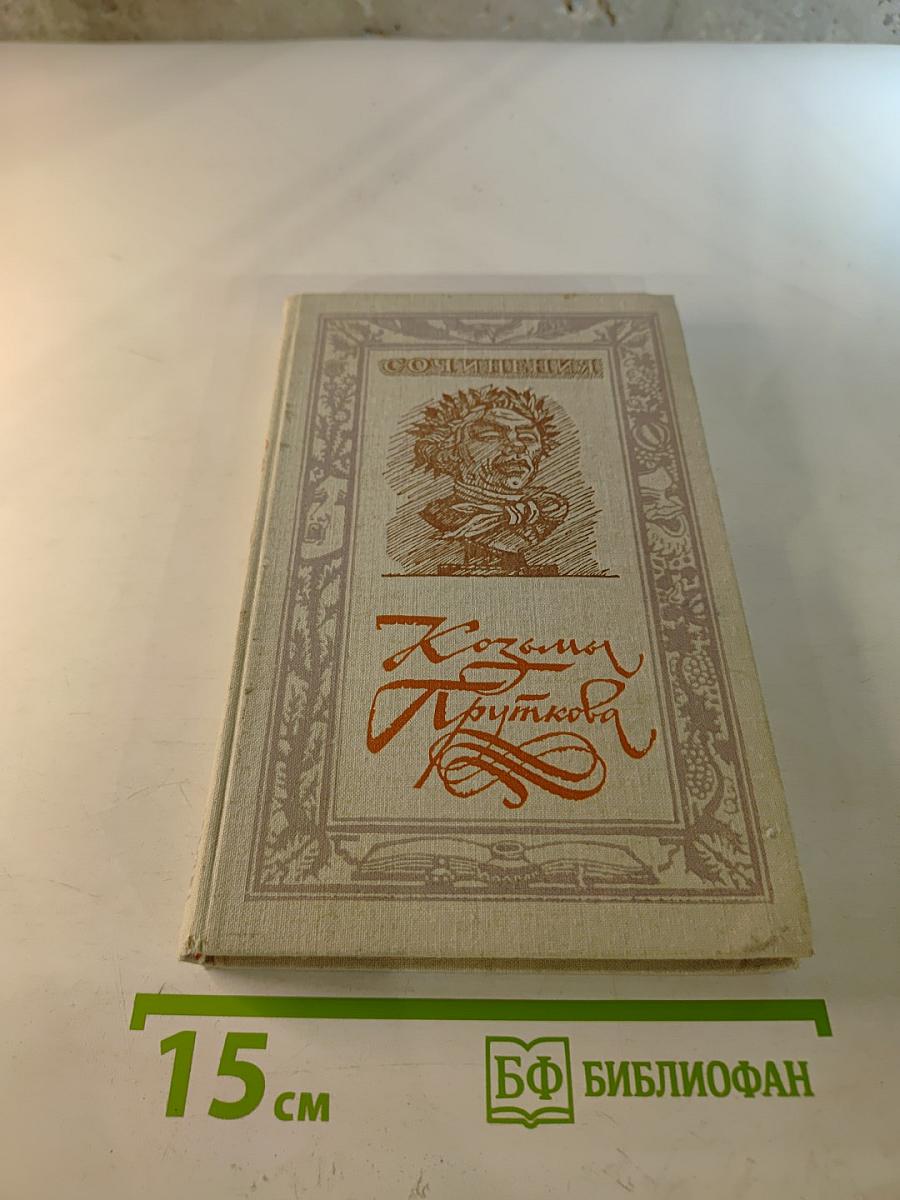 СОЧИНЕНИЯ
Козьмы
Пруткова
15 см
БФ БИБЛИОФАН